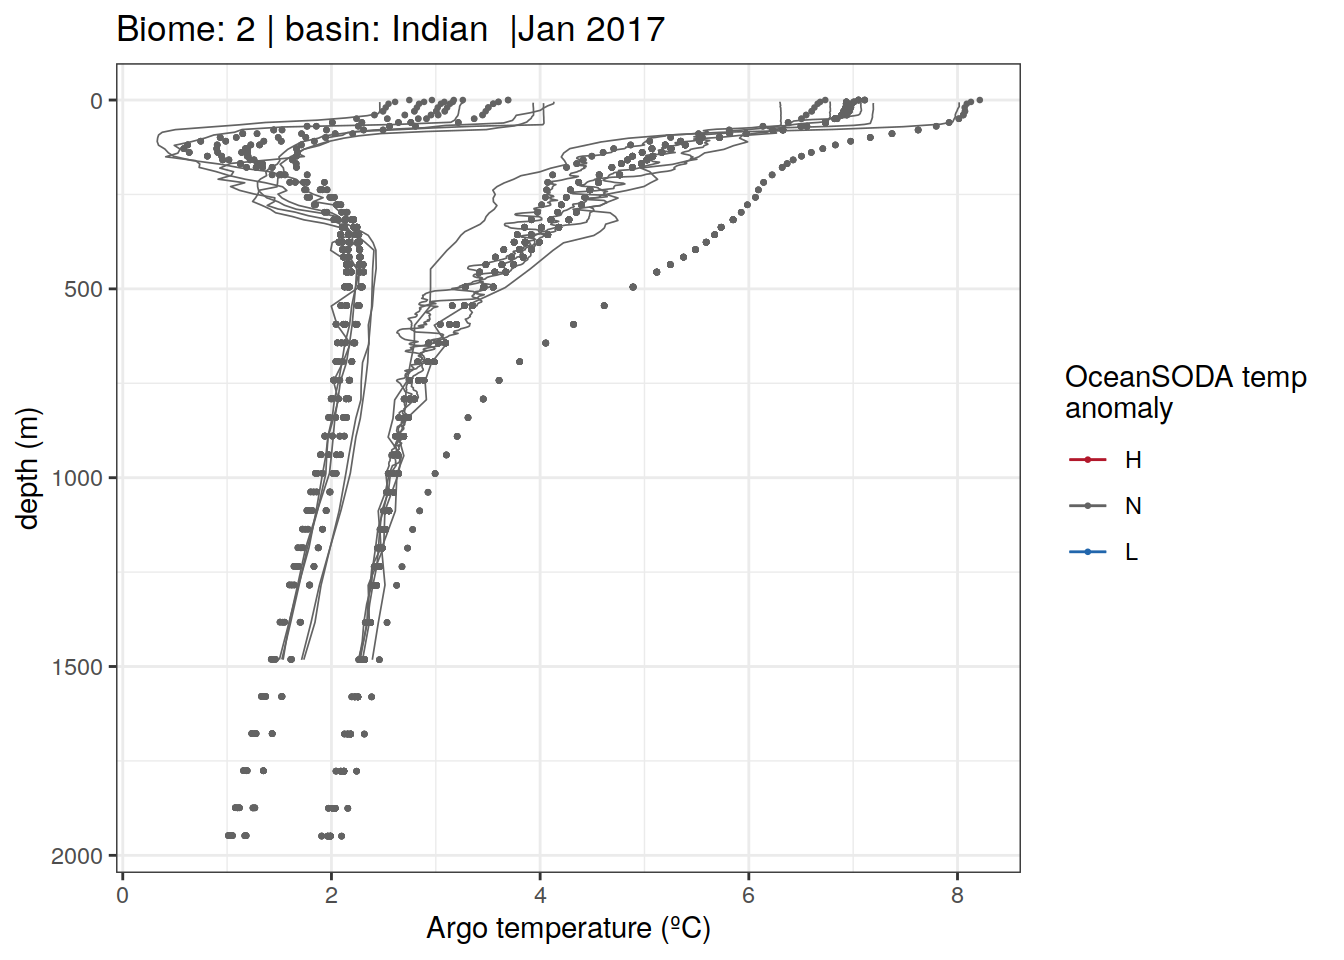 Biome: 2 | basin: Indian  |Jan 2017
0
500
1000
1500
2000
depth (m)
0
2
4
6
8
Argo temperature (ºC)
OceanSODA temp
anomaly
H
N
L